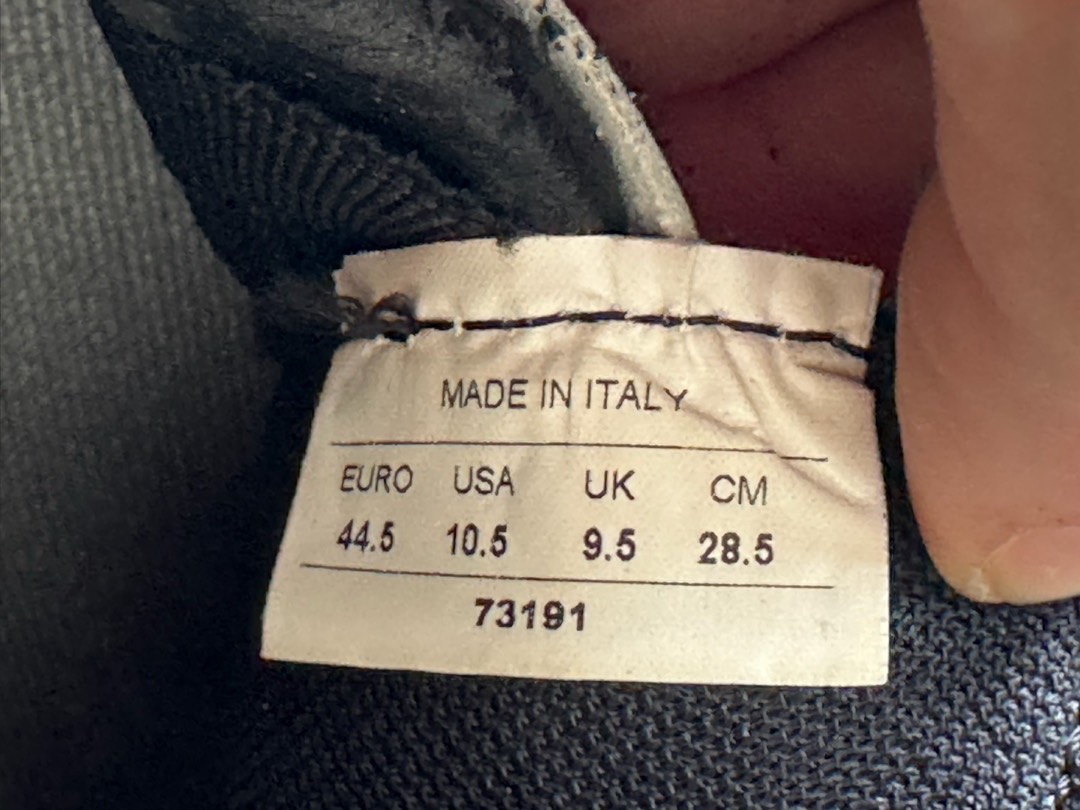 MADE IN ITALY
EURO USA UK CM
44.5 10.5 9.5 28.5
73191